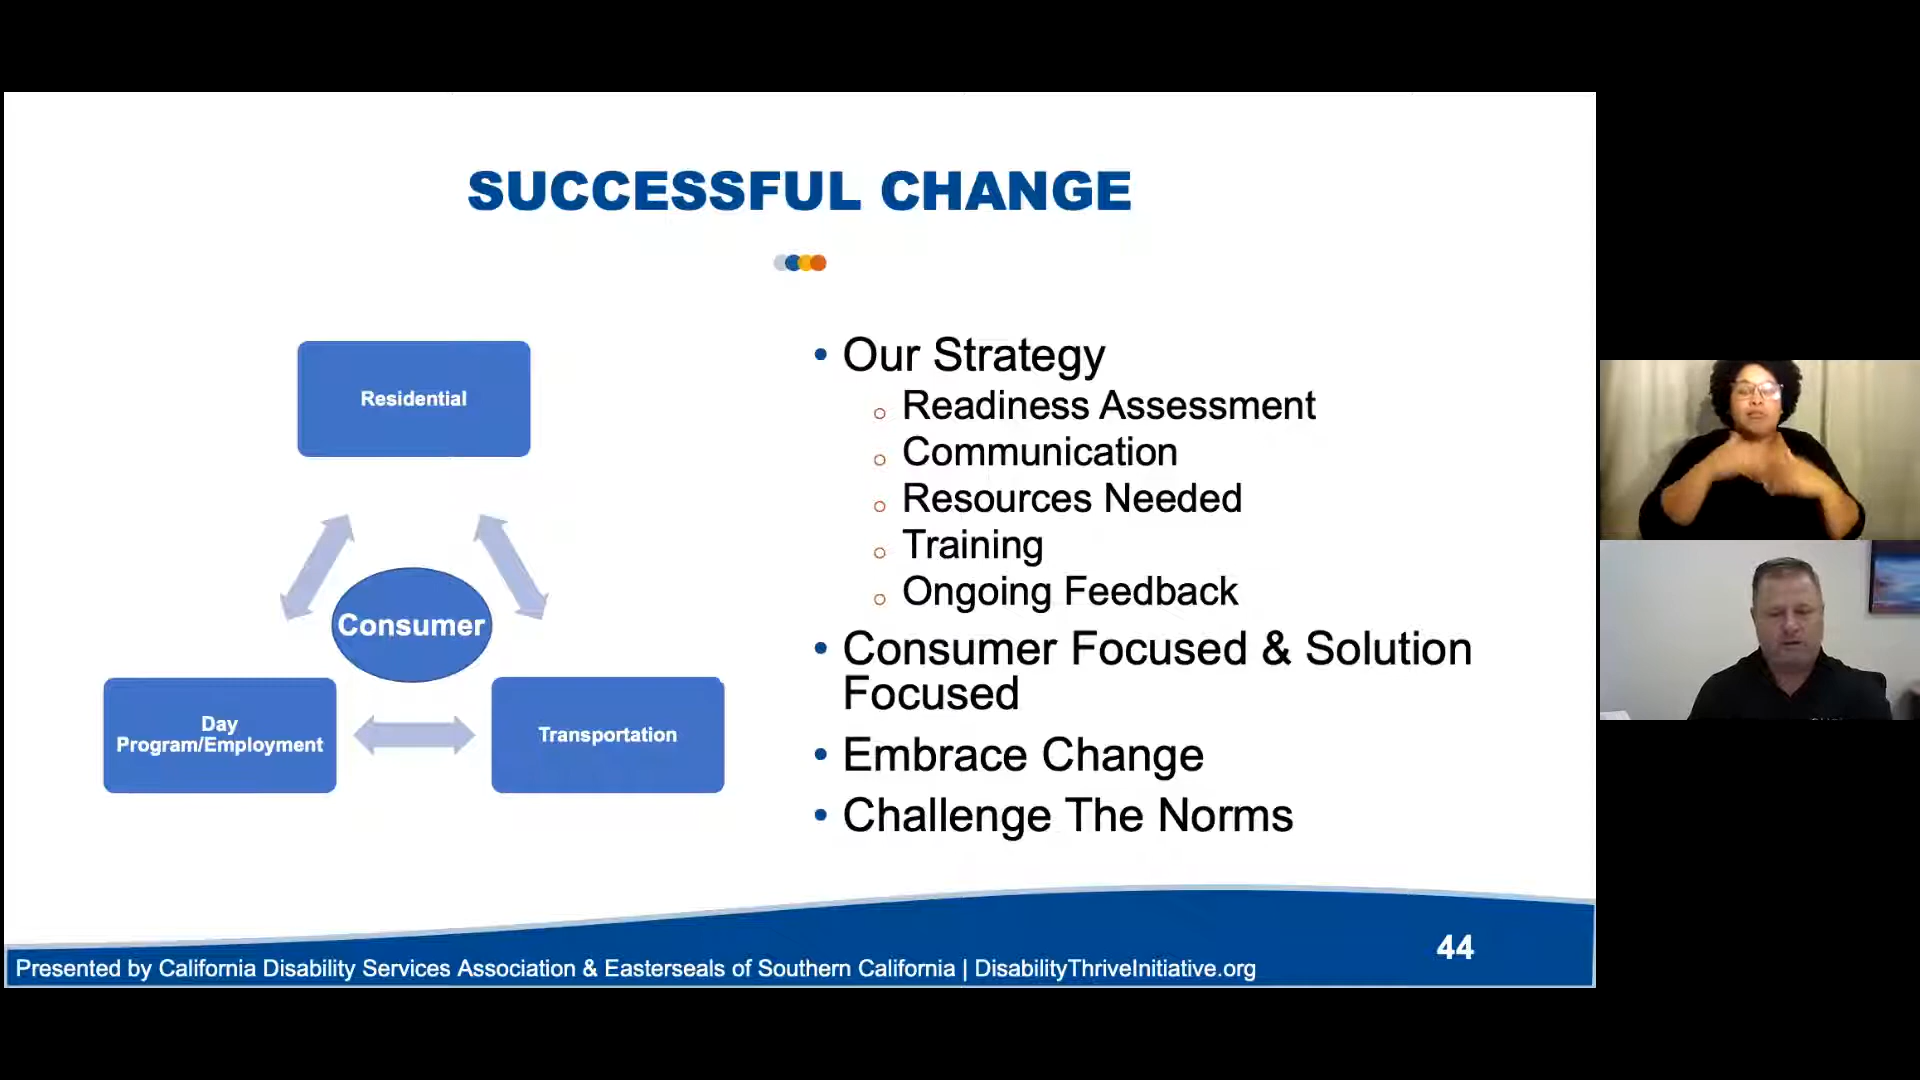 SUCCESSFUL CHANGE
Residential
Consumer
Day
Program/Employment
Transportation
• Our Strategy
○ Readiness Assessment
○ Communication
○ Resources Needed
○ Training
○ Ongoing Feedback
• Consumer Focused & Solution
Focused
• Embrace Change
• Challenge The Norms
44
Presented by California Disability Services Association & Easterseals of Southern California | DisabilityThriveInitiative.org